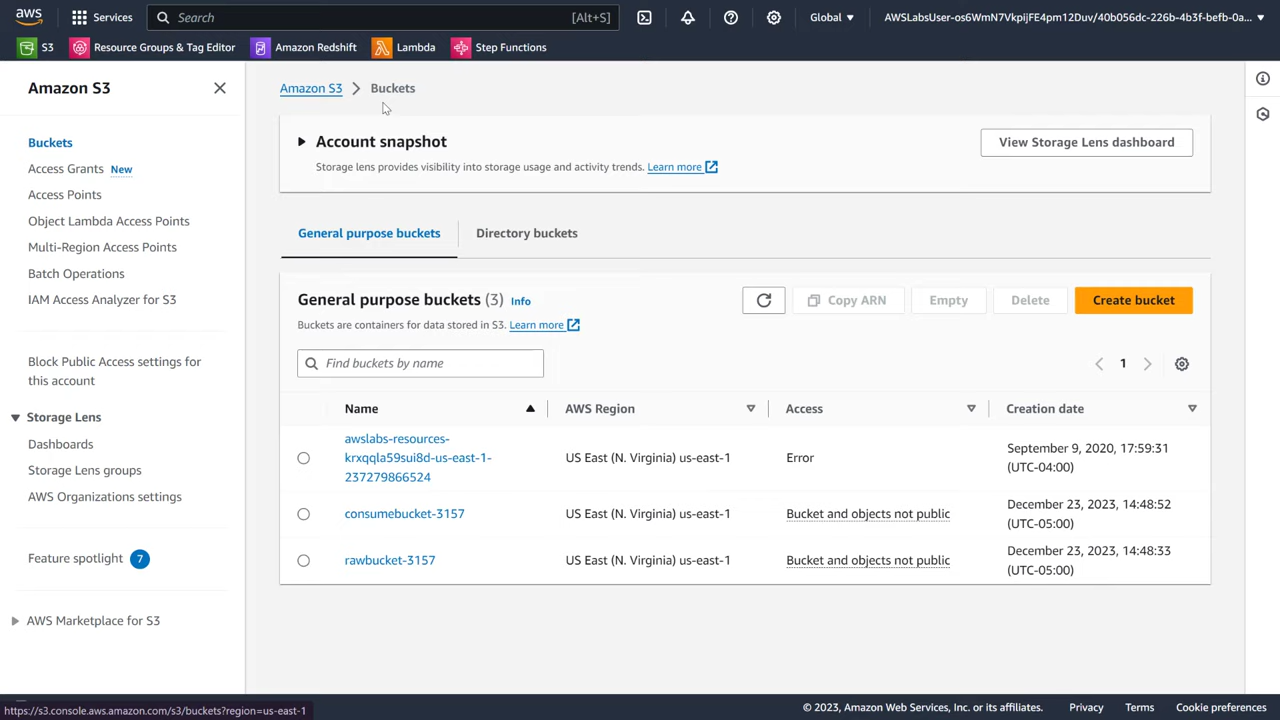 aws
Services
Search
[Alt+S]
Global
AWSLabsUser-os6WmN7VkpijFE4pm12Duv/40b056dc-226b-4b3f-befb-0a...
S3
Resource Groups & Tag Editor
Amazon Redshift
Lambda
Step Functions
Amazon S3
Buckets
Access Grants New
Access Points
Object Lambda Access Points
Multi-Region Access Points
Batch Operations
IAM Access Analyzer for S3
Block Public Access settings for
this account
Storage Lens
Dashboards
Storage Lens groups
AWS Organizations settings
Feature spotlight 7
AWS Marketplace for S3
Amazon S3 > Buckets
Account snapshot
Storage lens provides visibility into storage usage and activity trends. Learn more
View Storage Lens dashboard
General purpose buckets
Directory buckets
General purpose buckets (3) Info
Buckets are containers for data stored in S3. Learn more
Copy ARN
Empty
Delete
Create bucket
Find buckets by name
1
Name
AWS Region
Access
Creation date
awslabs-resources-
krxqqla59sui8d-us-east-1-
237279866524
US East (N. Virginia) us-east-1
Error
September 9, 2020, 17:59:31
(UTC-04:00)
consumebucket-3157
US East (N. Virginia) us-east-1
Bucket and objects not public
December 23, 2023, 14:48:52
(UTC-05:00)
rawbucket-3157
US East (N. Virginia) us-east-1
Bucket and objects not public
December 23, 2023, 14:48:33
(UTC-05:00)
https://s3.console.aws.amazon.com/s3/buckets?region=us-east-1
© 2023, Amazon Web Services, Inc. or its affiliates.
Privacy
Terms
Cookie preferences